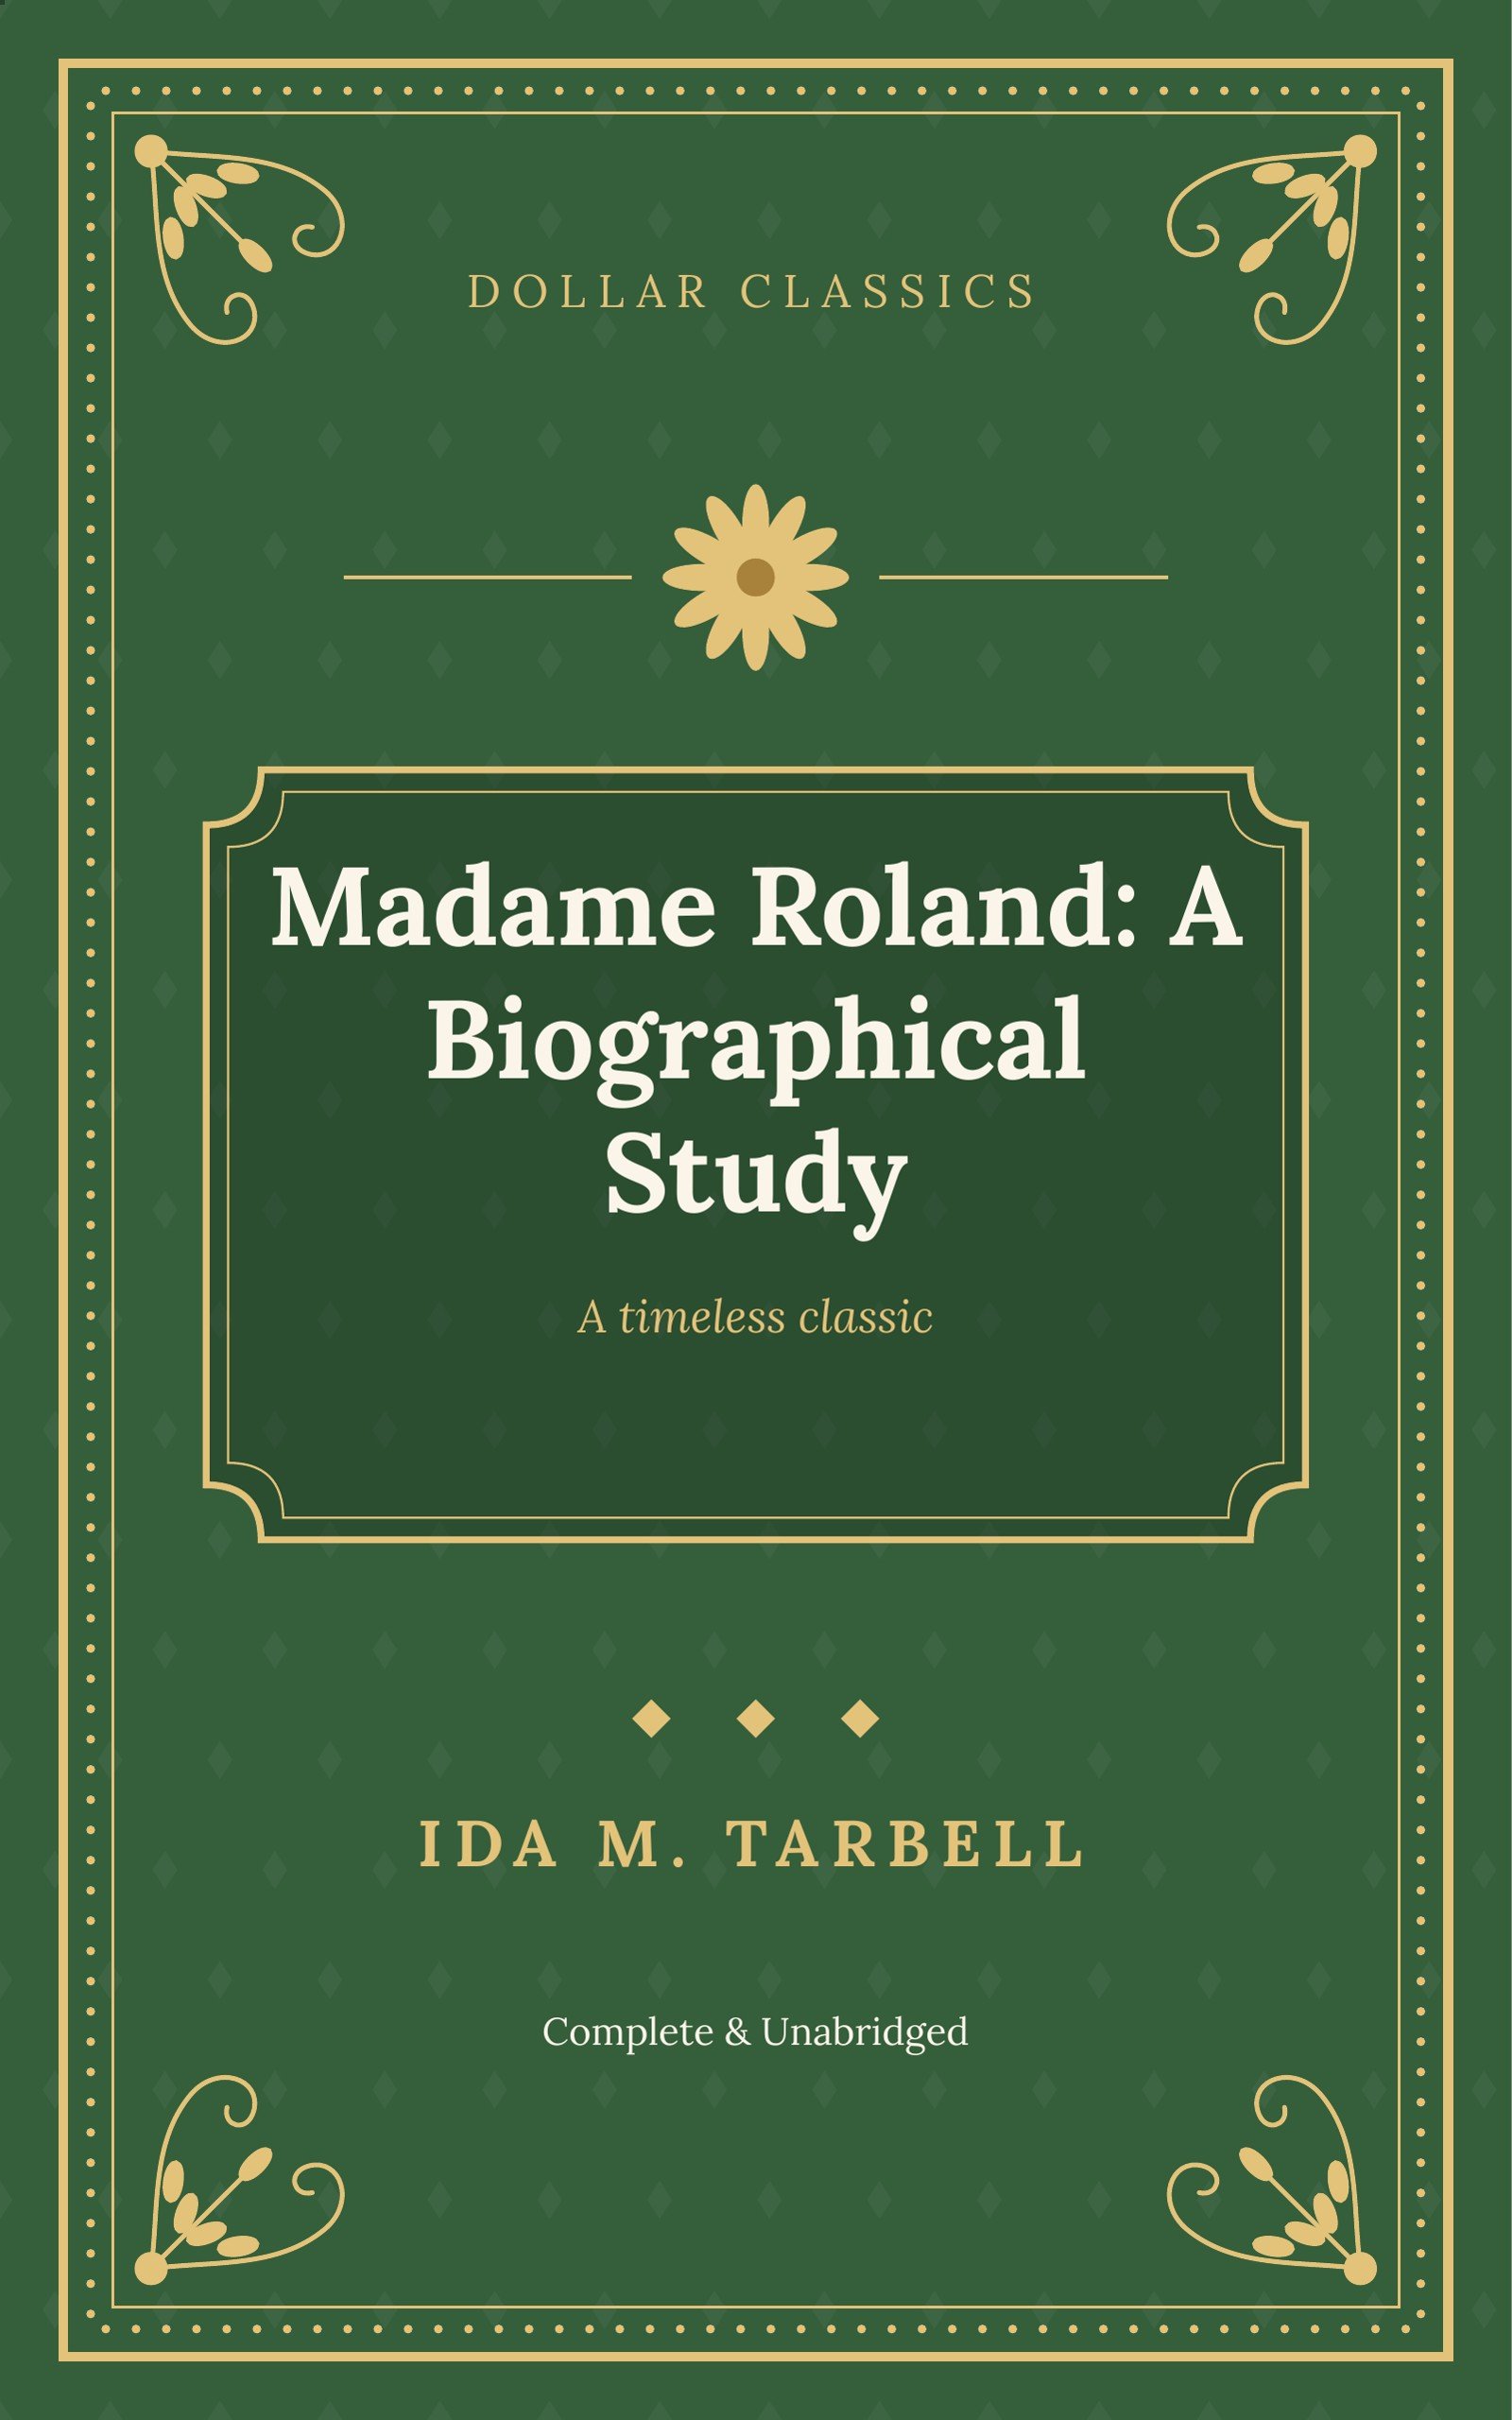 DOLLAR CLASSICS
Madame Roland: A
Biographical
Study
A timeless classic
IDA M. TARBELL
Complete & Unabridged